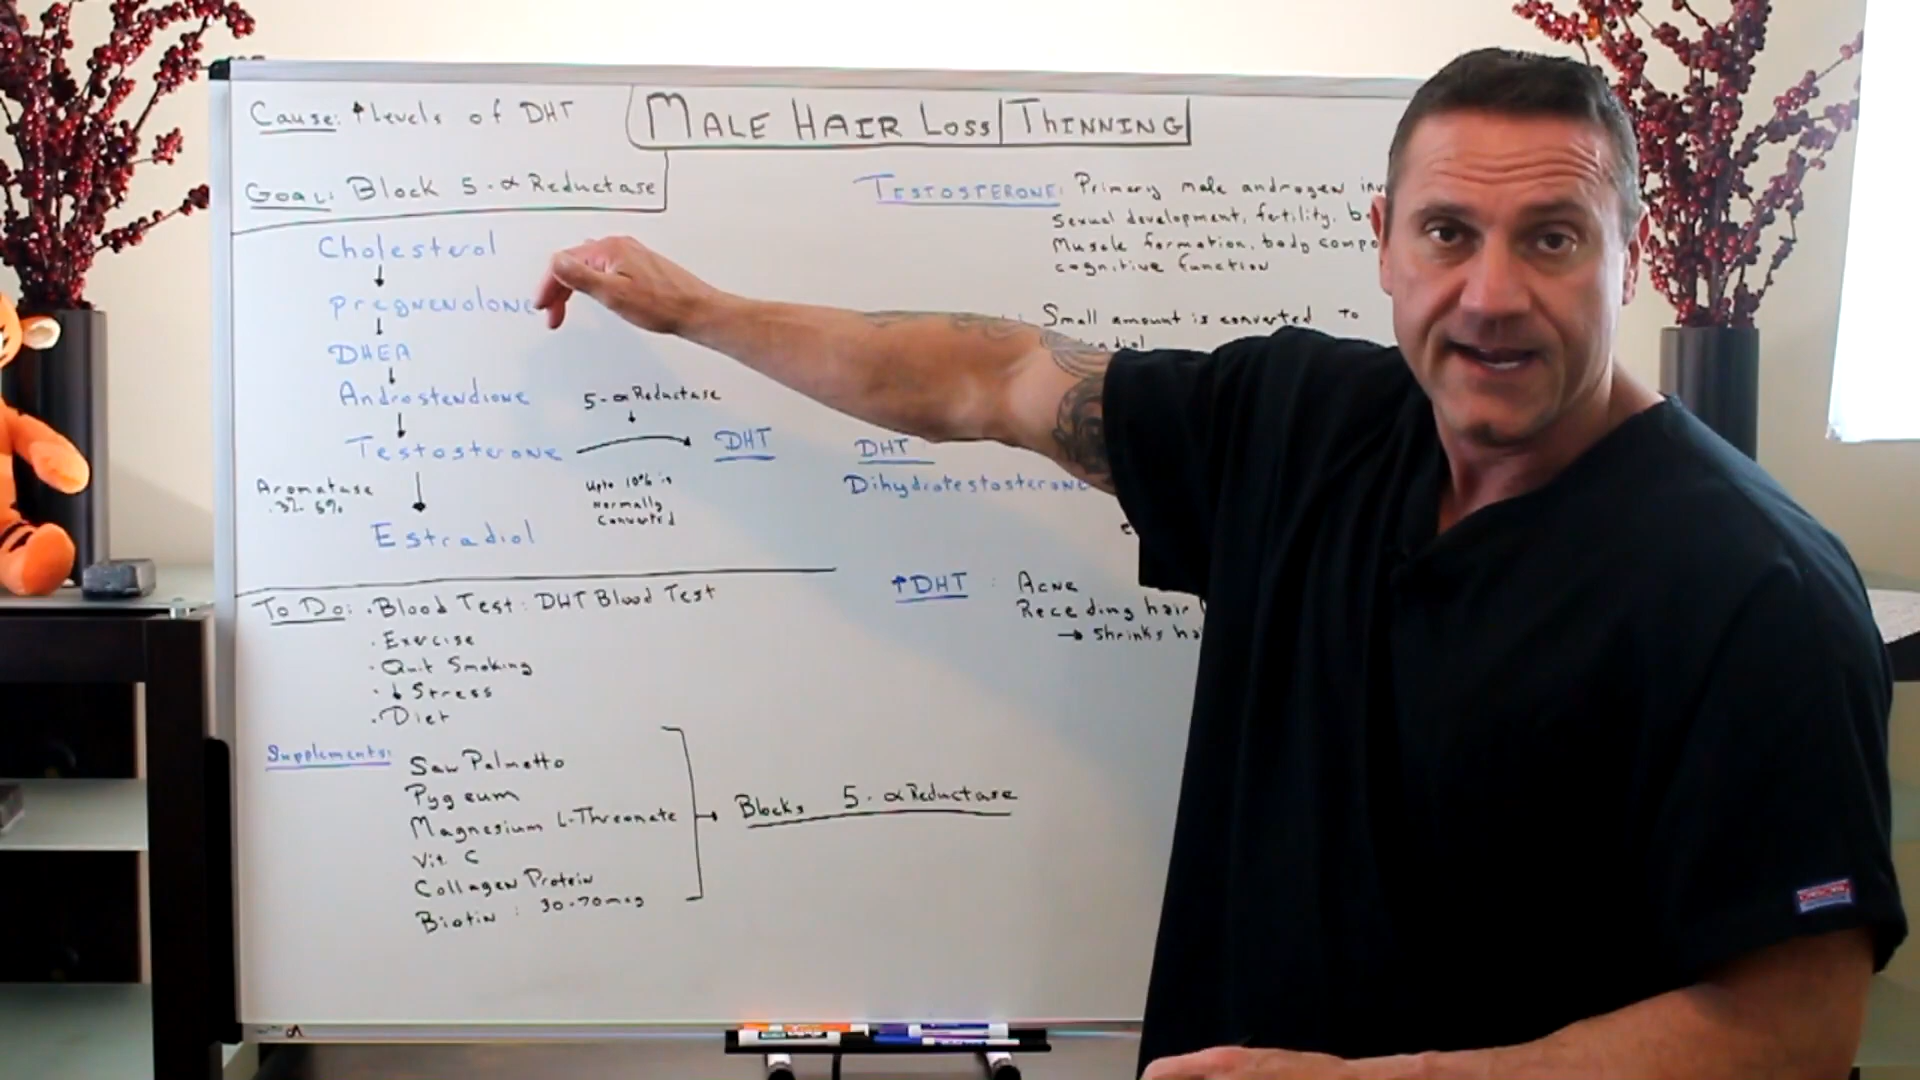 Cause: ↑ levels of DHT
MALE HAIR LOSS | THINNING
GOAL: Block 5-α Reductase
Cholesterol
↓
pregnenolone
↓
DHEA
↓
Androstendione
↓
Testosterone
5-α Reductase
↓
DHT
Upto 10% is
Normally
Converted
Aromatase
.3%-6%
Estradiol
TESTOSTERONE: Primary male androgen
Sexual development, fertility,
Muscle formation, body
cognitive function
Small amount is converted to
DHT
Dihydrotestosterone
↑DHT : Acne
Receding hair
→ shrinks
To Do: . Blood Test: DHT Blood Test
. Exercise
. Quit Smoking
. ↓ Stress
. Diet
Supplements:
Saw Palmetto
Pygeum
Magnesium L-Threonate
Vit C
Collagen Protein
Biotin : 30-70mcg
→ Blocks 5-α Reductase